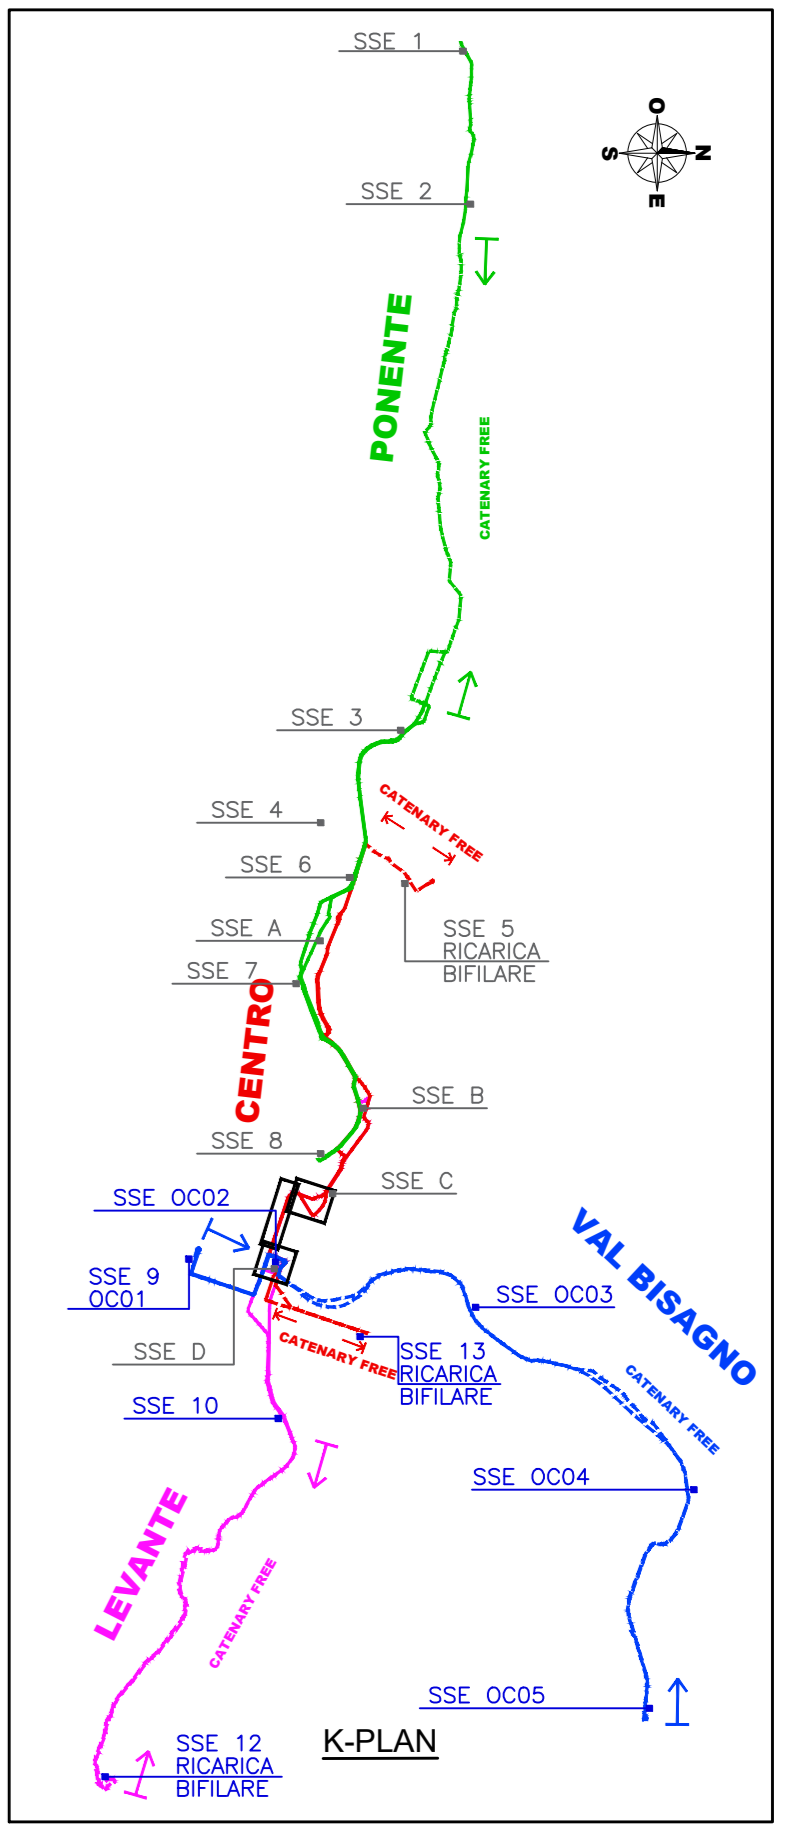 SSE 1
O
N
S
E
SSE 2
PONENTE
CATENARY FREE
SSE 3
CATENARY FREE
SSE 4
SSE 6
SSE A
SSE 5
RICARICA
BIFILARE
SSE 7
CENTRO
SSE B
SSE 8
SSE C
SSE OC02
VAL BISAGNO
SSE 9
OC01
SSE OC03
SSE D
CATENARY FREE
SSE 13
RICARICA
BIFILARE
CATENARY FREE
SSE 10
SSE OC04
LEVANTE
CATENARY FREE
SSE OC05
K-PLAN
SSE 12
RICARICA
BIFILARE